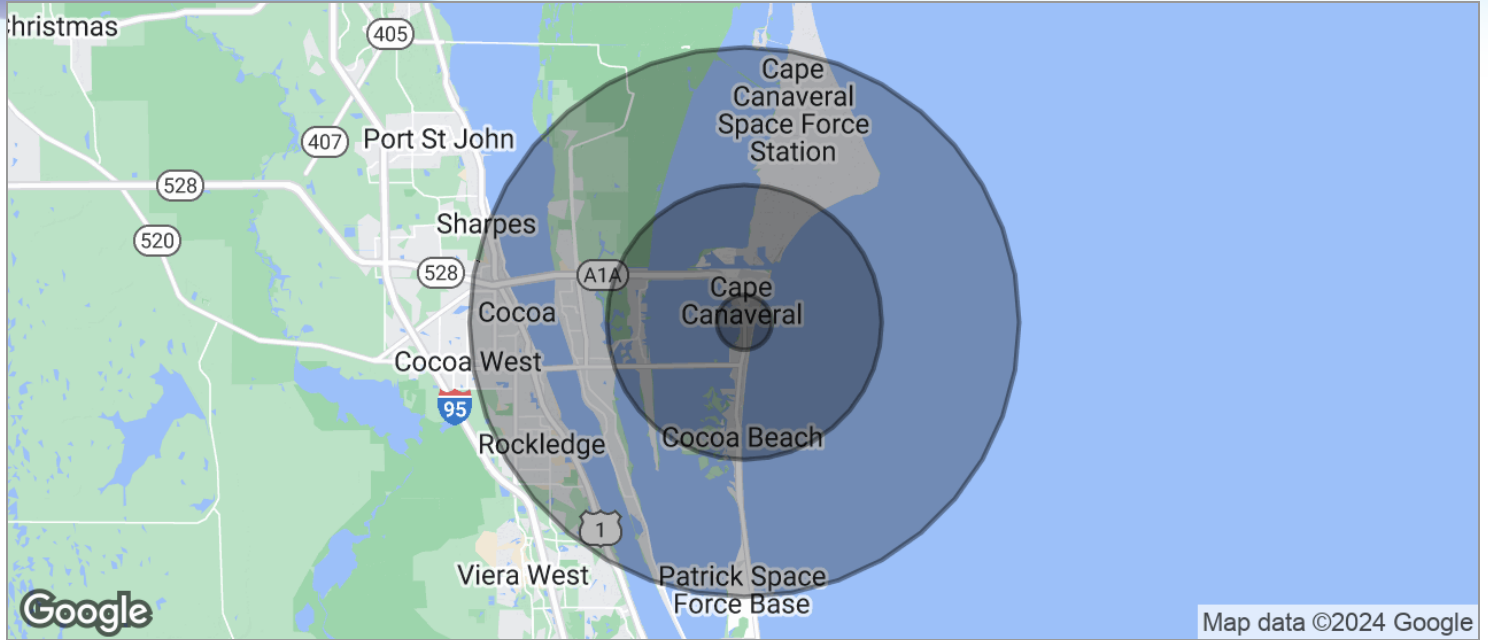 Christmas
405
Cape
Canaveral
Space Force
Station
407
Port St John
528
Sharpes
520
528
A1A
Cape
Canaveral
Cocoa
Cocoa West
95
Rockledge
Cocoa Beach
1
Viera West
Patrick Space
Force Base
Google
Map data ©2024 Google